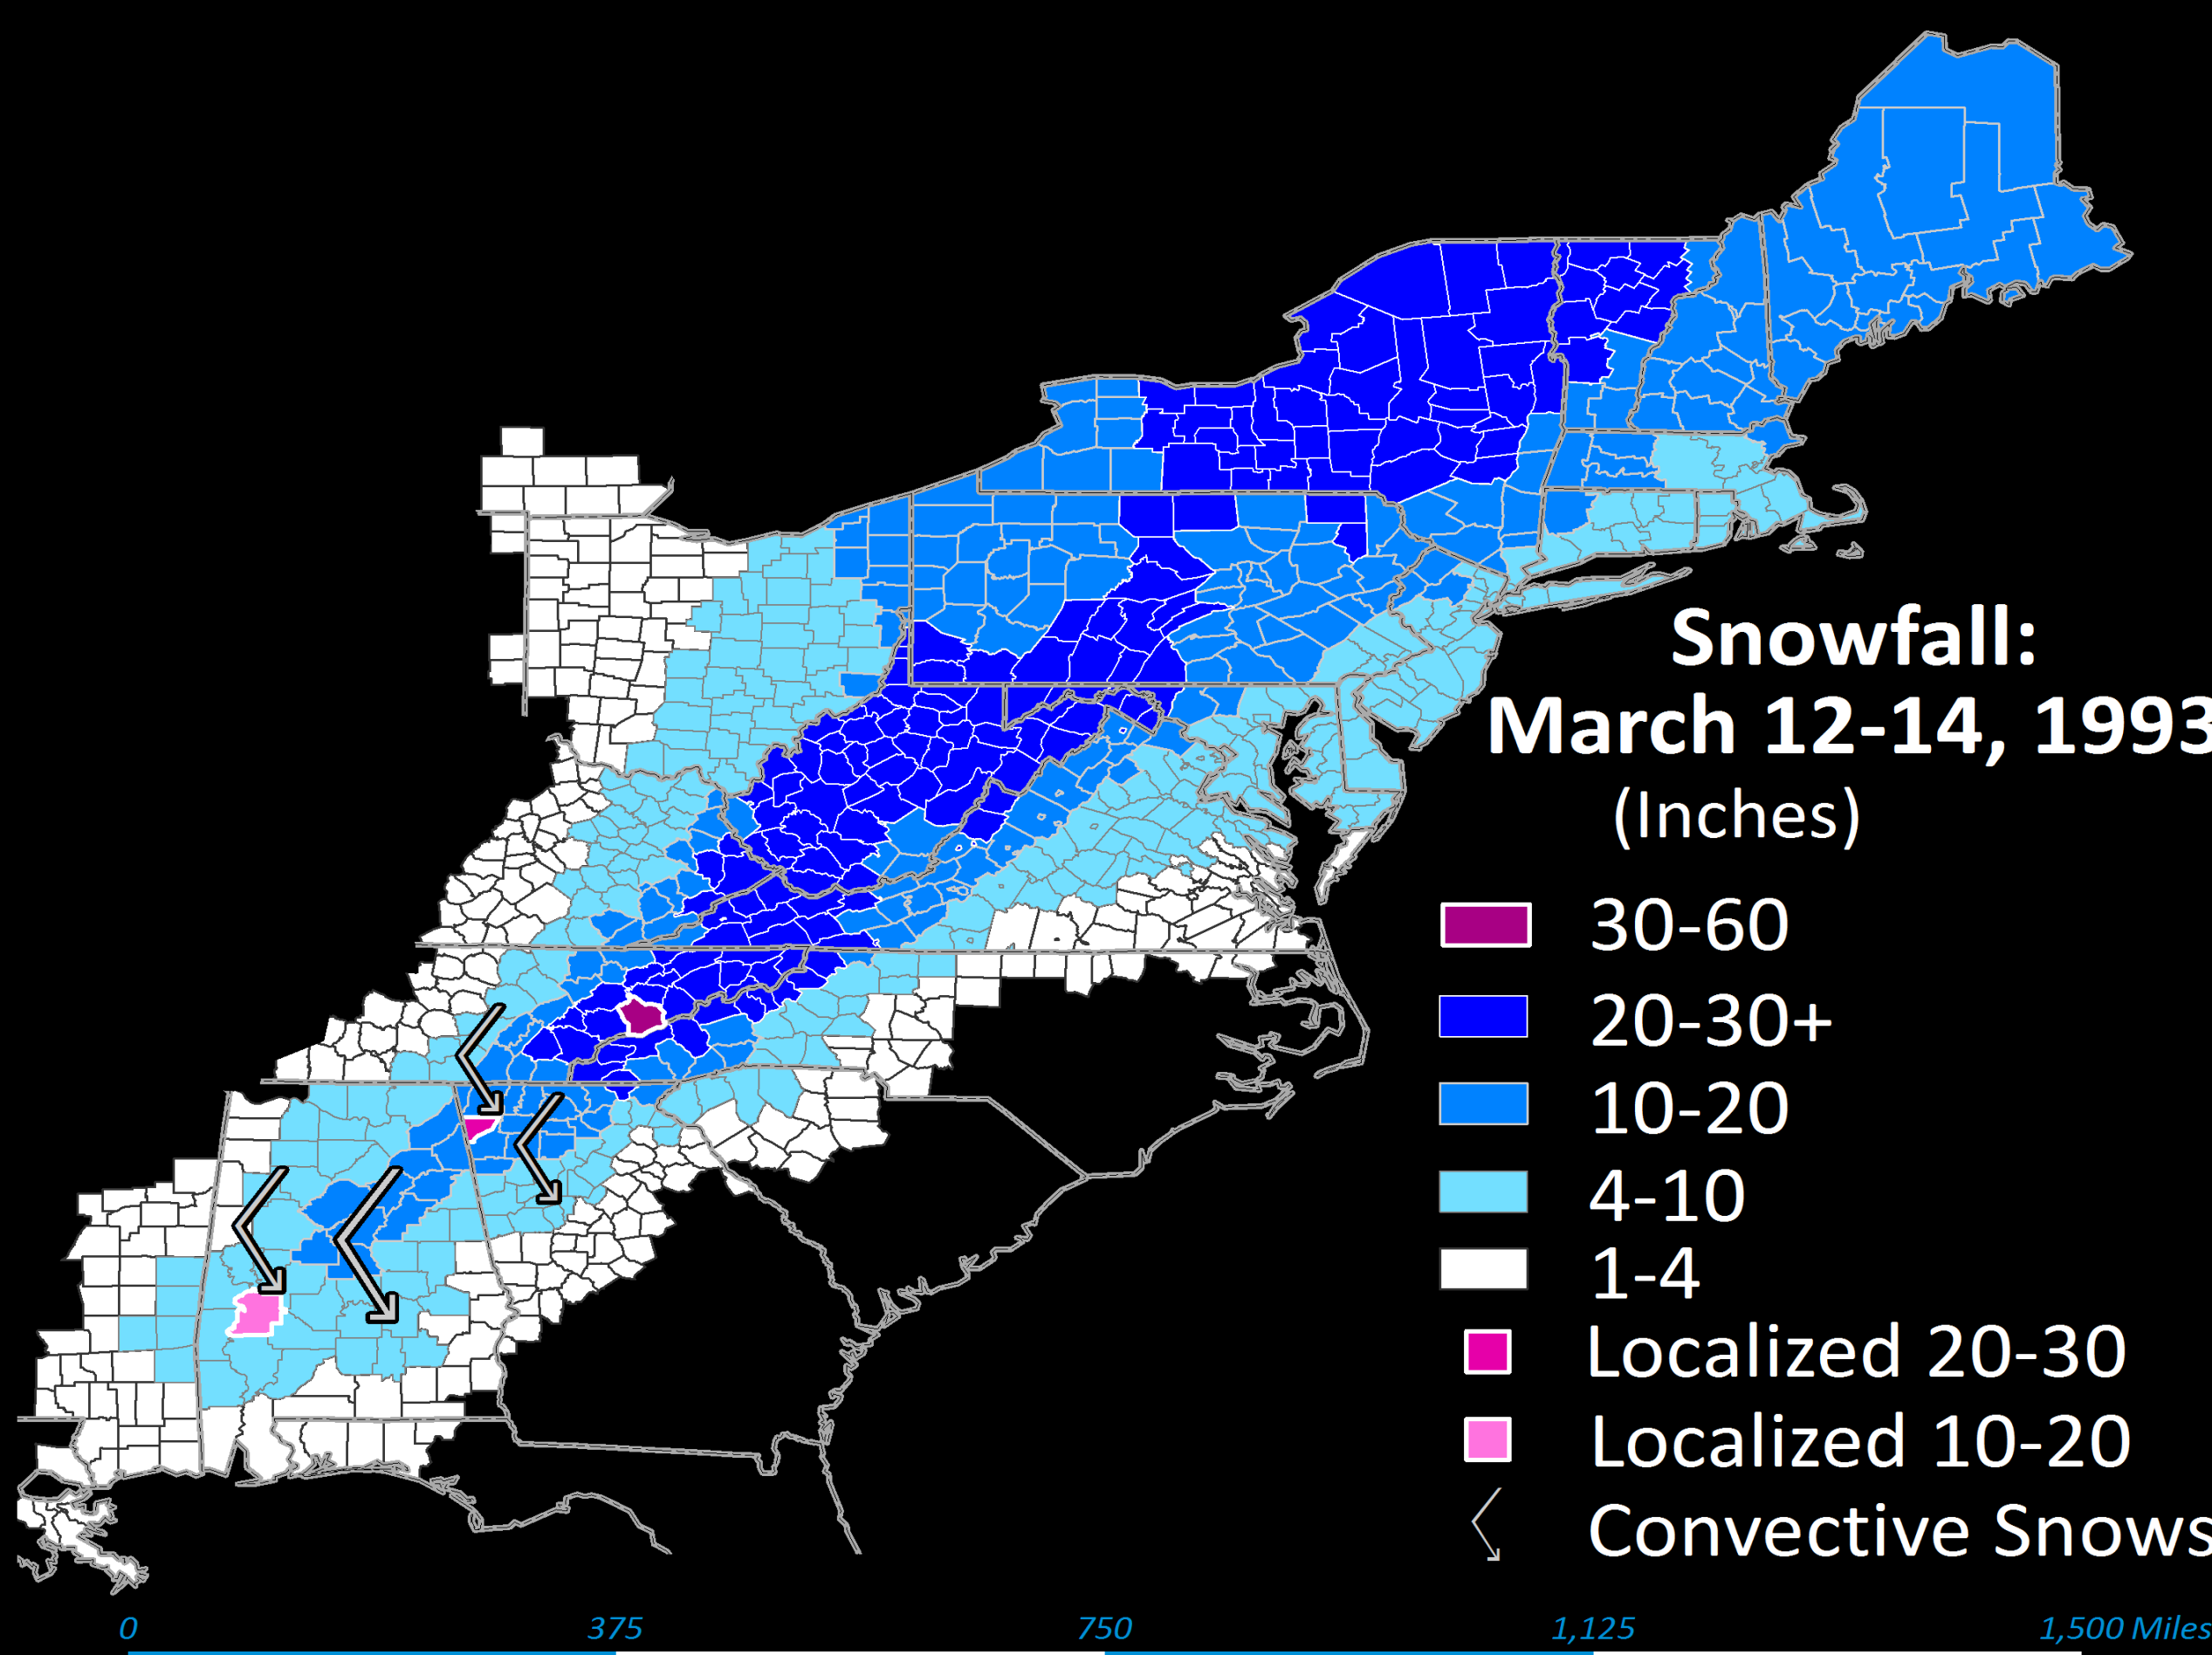 Snowfall:
March 12-14, 1993
(Inches)
30-60
20-30+
10-20
4-10
1-4
Localized 20-30
Localized 10-20
Convective Snows
0 375 750 1,125 1,500 Miles